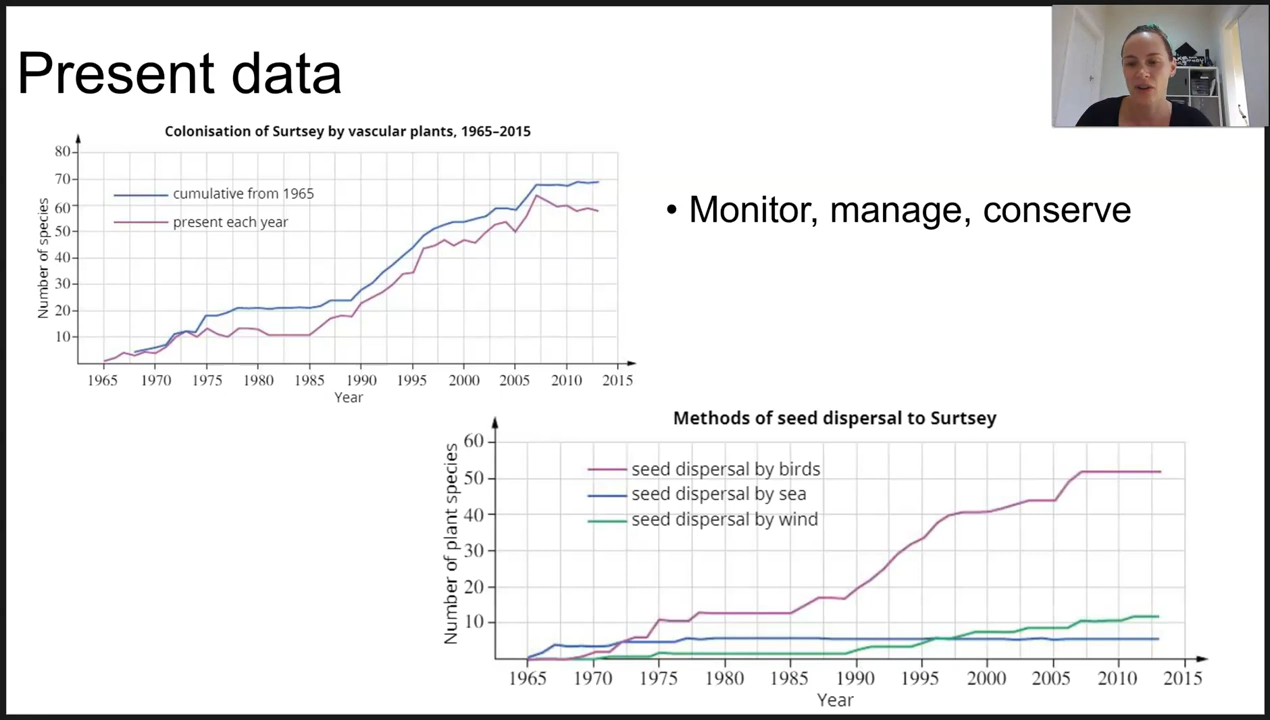 Present data
Colonisation of Surtsey by vascular plants, 1965–2015
80
70
60
50
40
30
20
10
Number of species
cumulative from 1965
present each year
1965 1970 1975 1980 1985 1990 1995 2000 2005 2010 2015
Year
• Monitor, manage, conserve
Methods of seed dispersal to Surtsey
60
50
40
30
20
10
Number of plant species
seed dispersal by birds
seed dispersal by sea
seed dispersal by wind
1965 1970 1975 1980 1985 1990 1995 2000 2005 2010 2015
Year